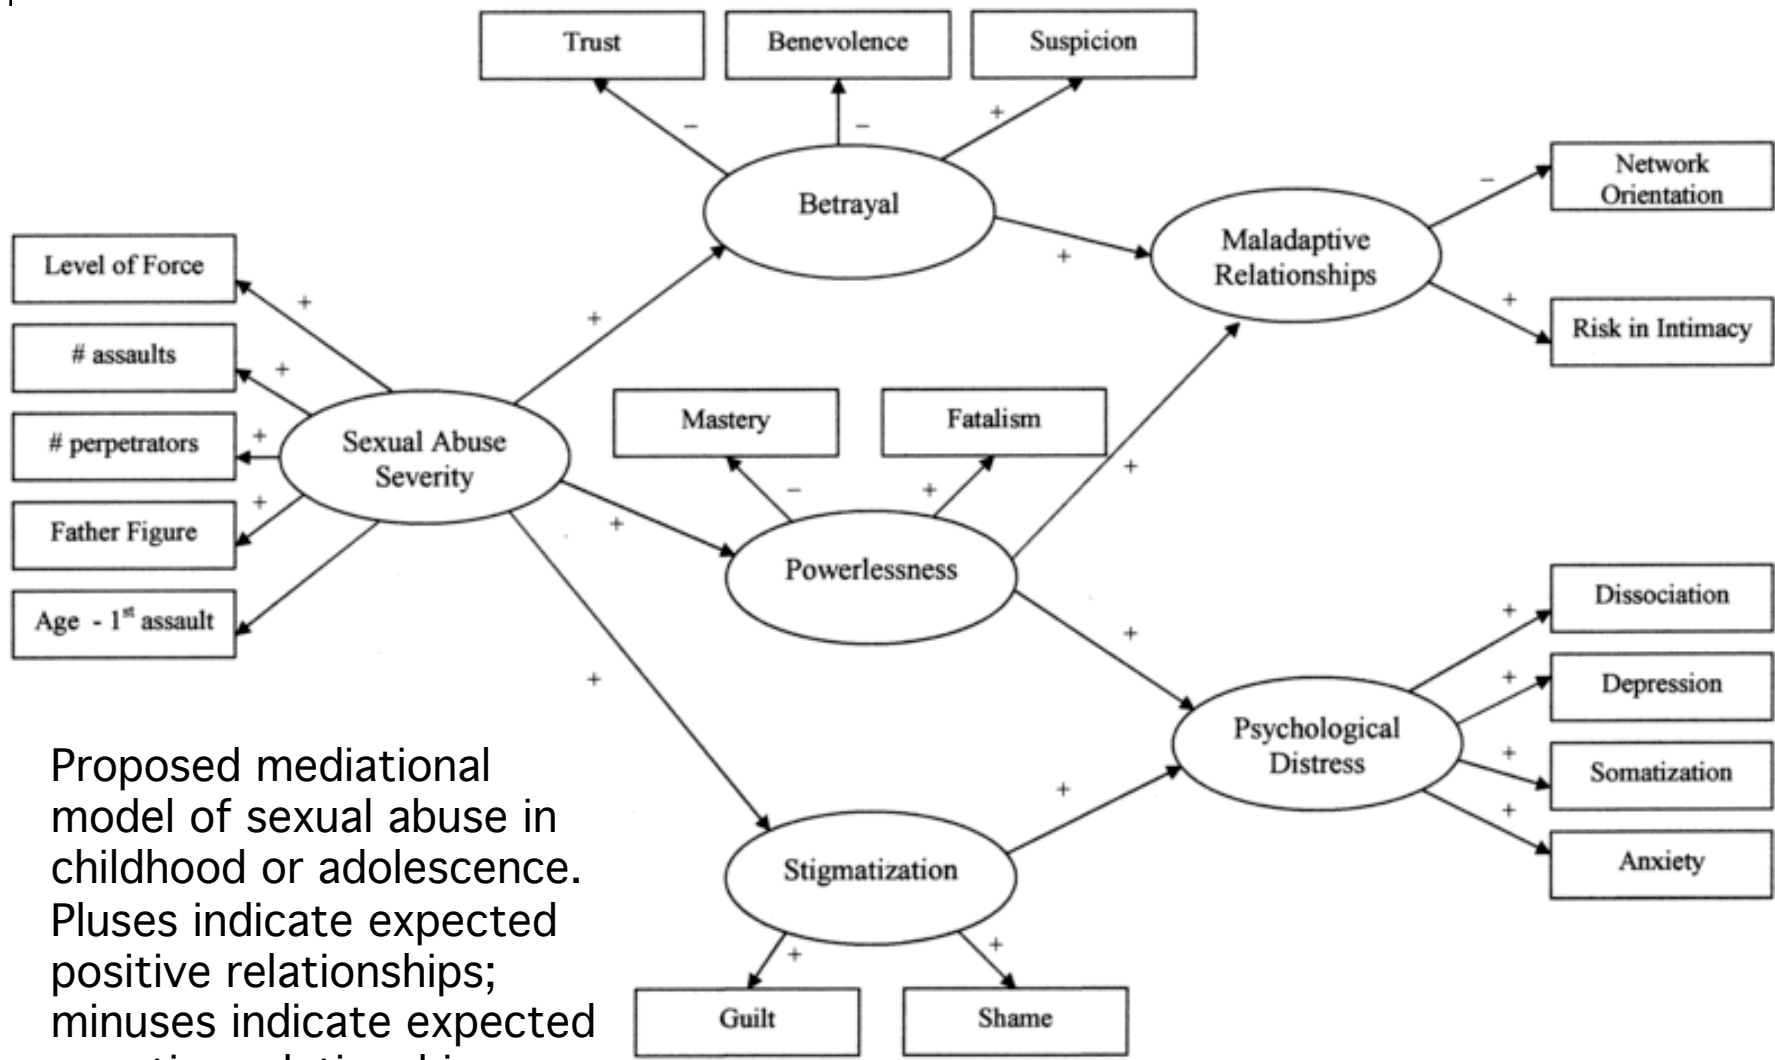 Trust
Benevolence
Suspicion
−
−
+
Betrayal
Network
Orientation
−
Maladaptive
Relationships
+
+
Risk in Intimacy
Level of Force
+
# assaults
+
# perpetrators
+
Father Figure
+
Age - 1st assault
Sexual Abuse
Severity
+
+
+
Mastery
Fatalism
−
+
Powerlessness
+
+
Dissociation
+
Depression
+
Somatization
+
Anxiety
+
Psychological
Distress
+
Stigmatization
+
+
Guilt
Shame
Proposed mediational
model of sexual abuse in
childhood or adolescence.
Pluses indicate expected
positive relationships;
minuses indicate expected